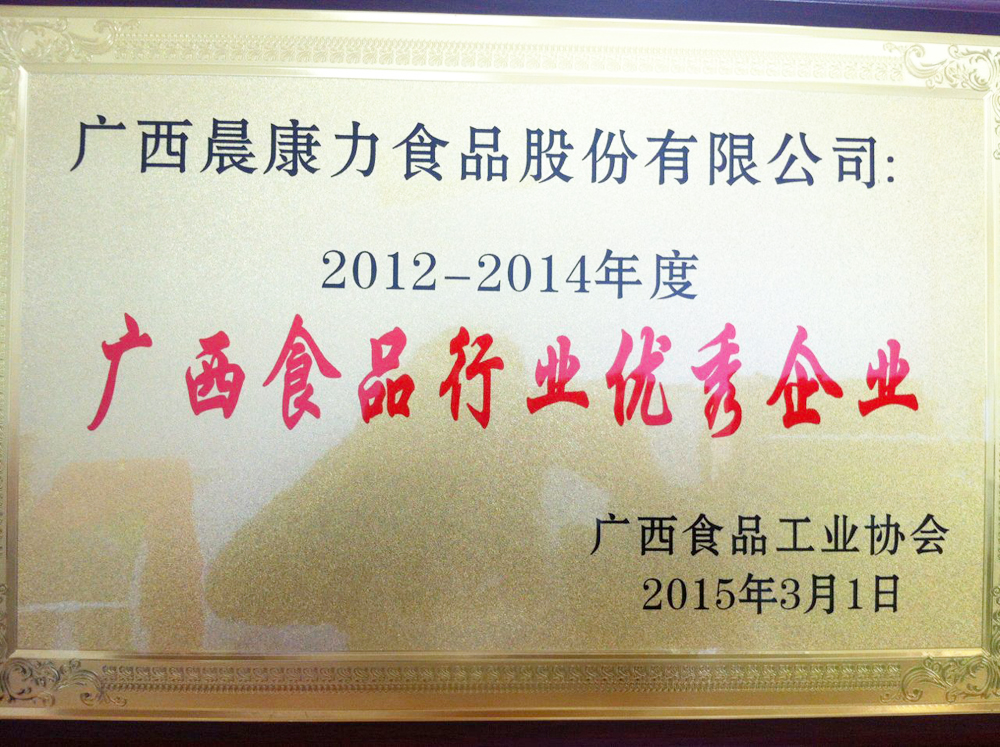 广西晨康力食品股份有限公司:
2012-2014年度
广西食品行业优秀企业
广西食品工业协会
2015年3月1日